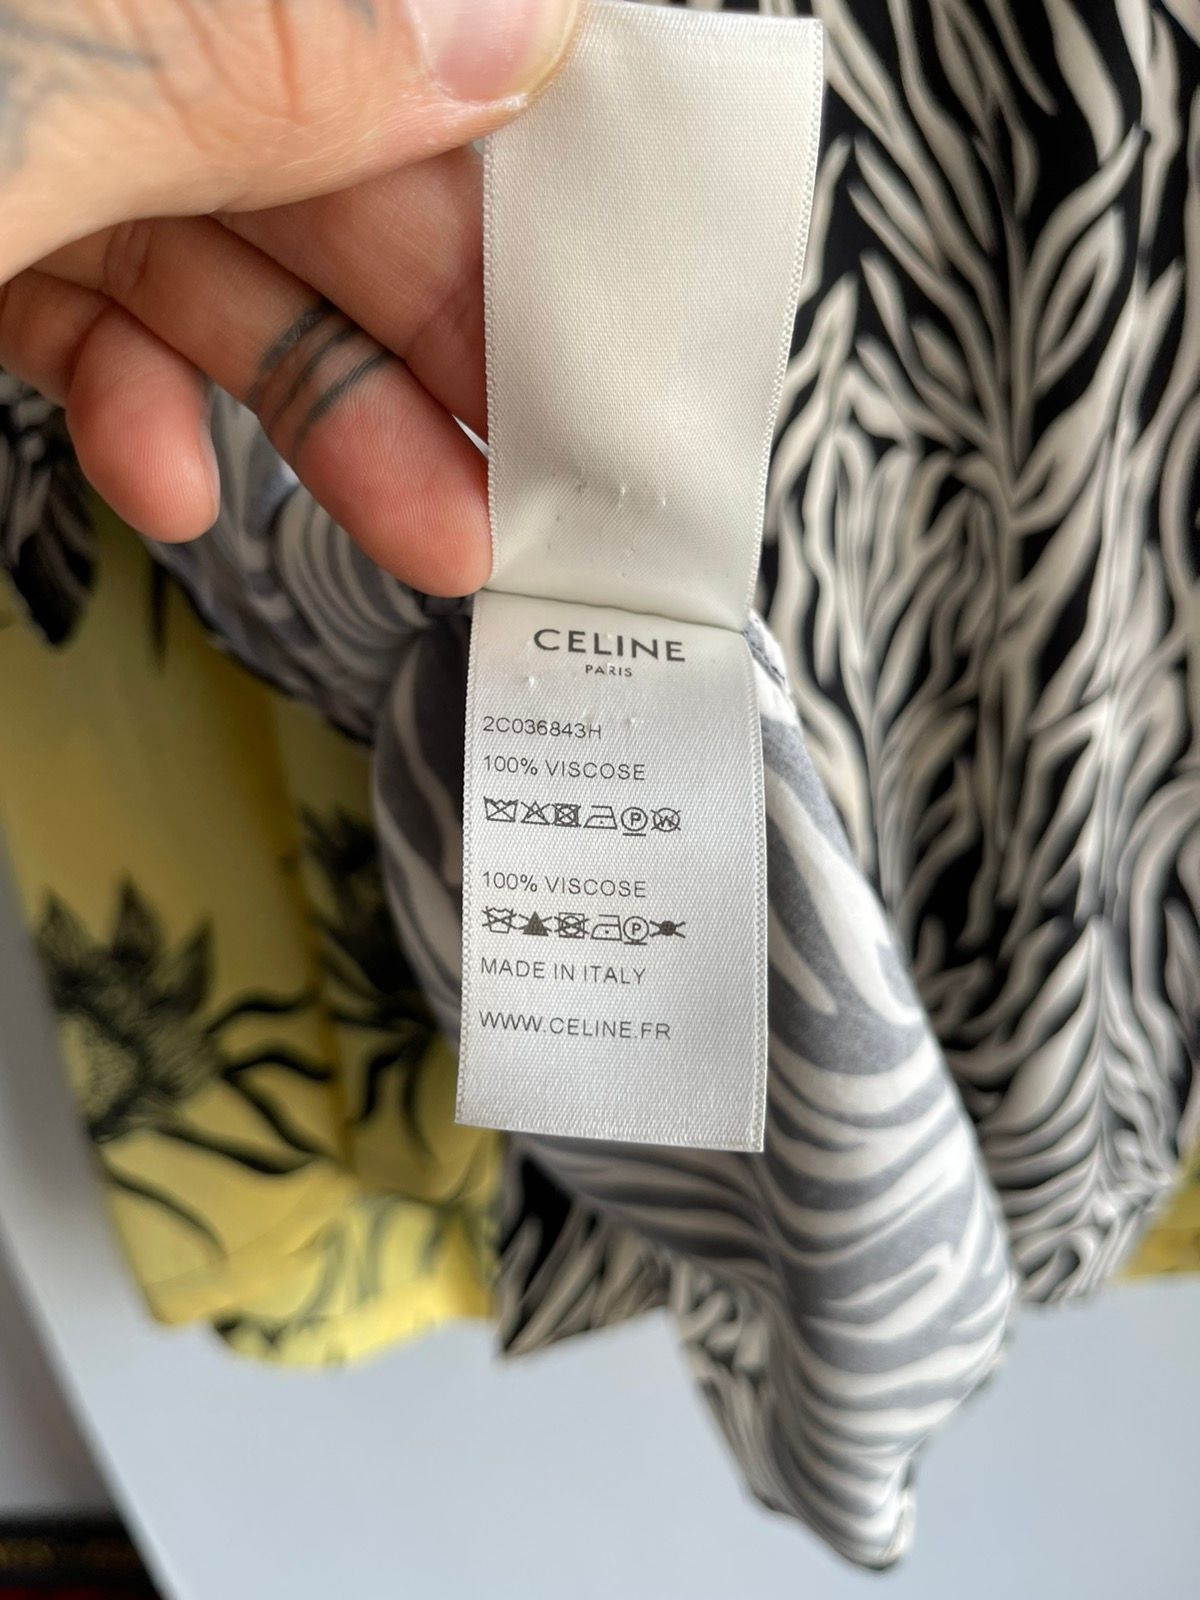 CELINE
PARIS
2C036843H
100% VISCOSE
P W
100% VISCOSE
P
MADE IN ITALY
WWW.CELINE.FR